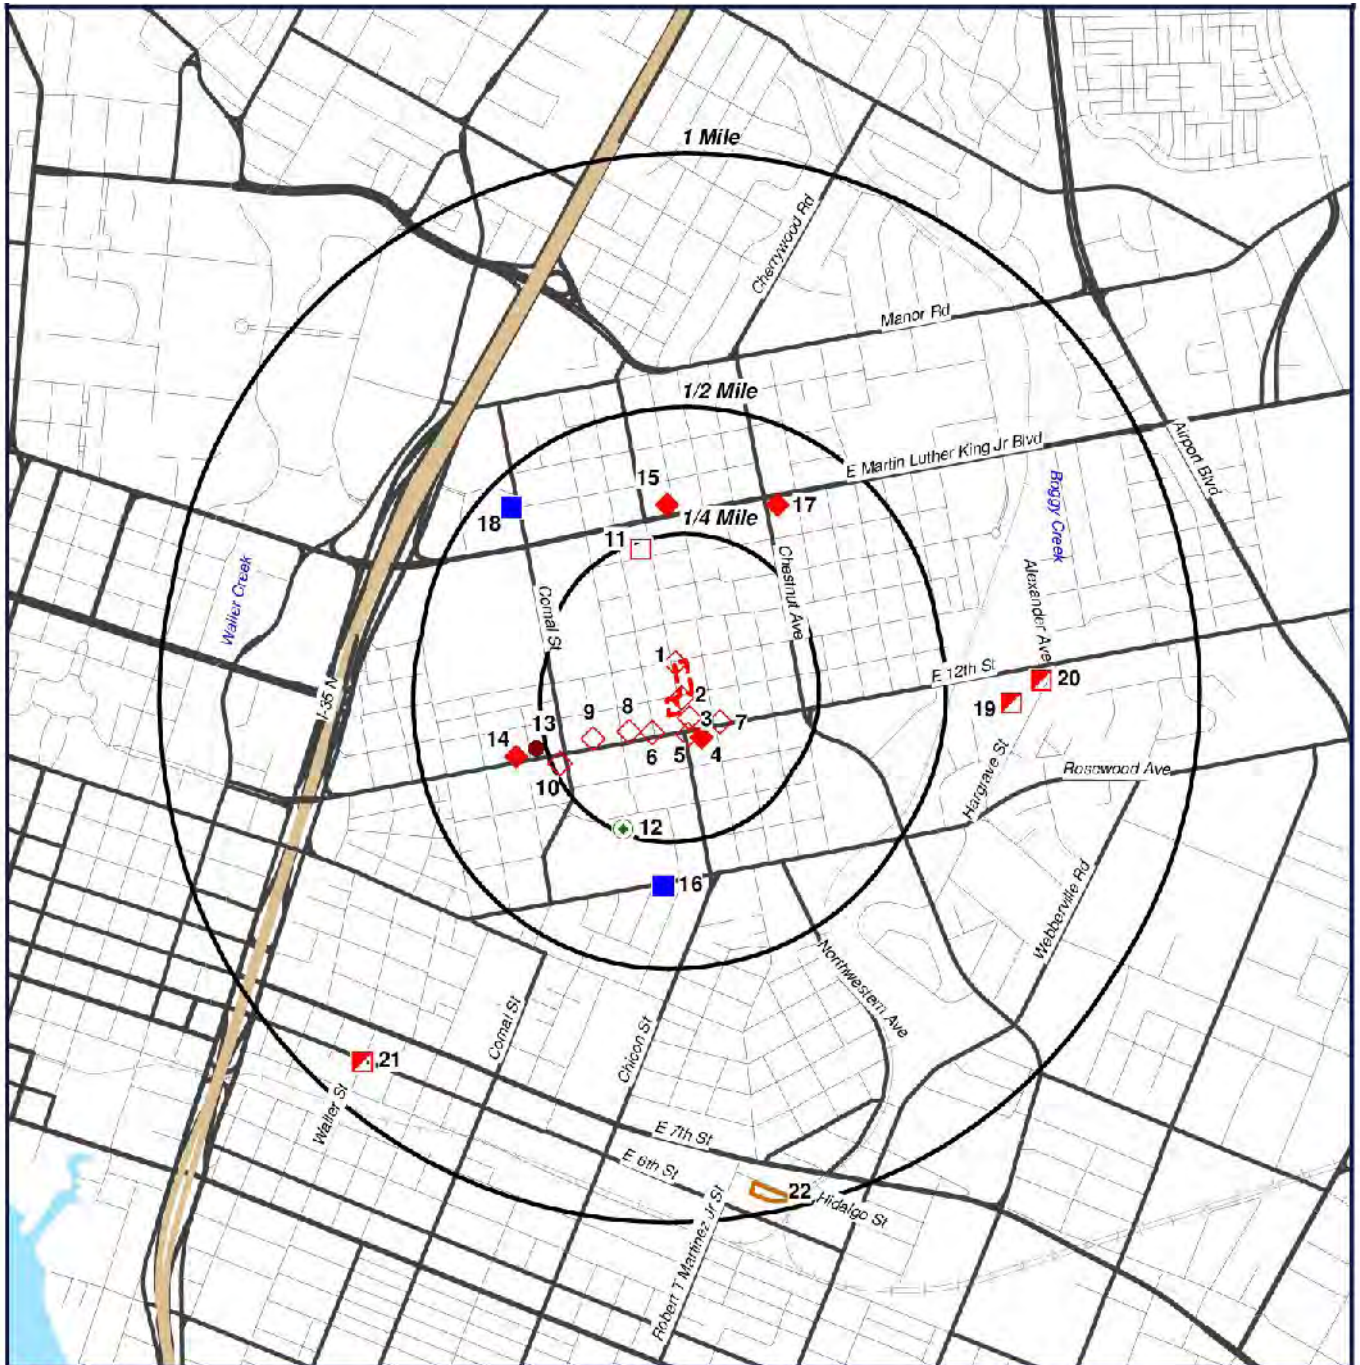 1 Mile
Cherrywood Rd
Manor Rd
1/2 Mile
Airport Blvd
E Martin Luther King Jr Blvd
15
17
18
1/4 Mile
11
Boggy Creek
Waller Creek
Comal St
Chestnut Ave
Alexander Ave
1
E 12th St
20
2
19
I-35 N
8
3
7
9
13
14
6
5
4
10
Hargrave St
Rosewood Ave
12
16
Webberville Rd
Northwestern Ave
Comal St
Chicon St
21
Waller St
E 7th St
E 6th St
22
Hidalgo St
Robert T Martinez Jr St